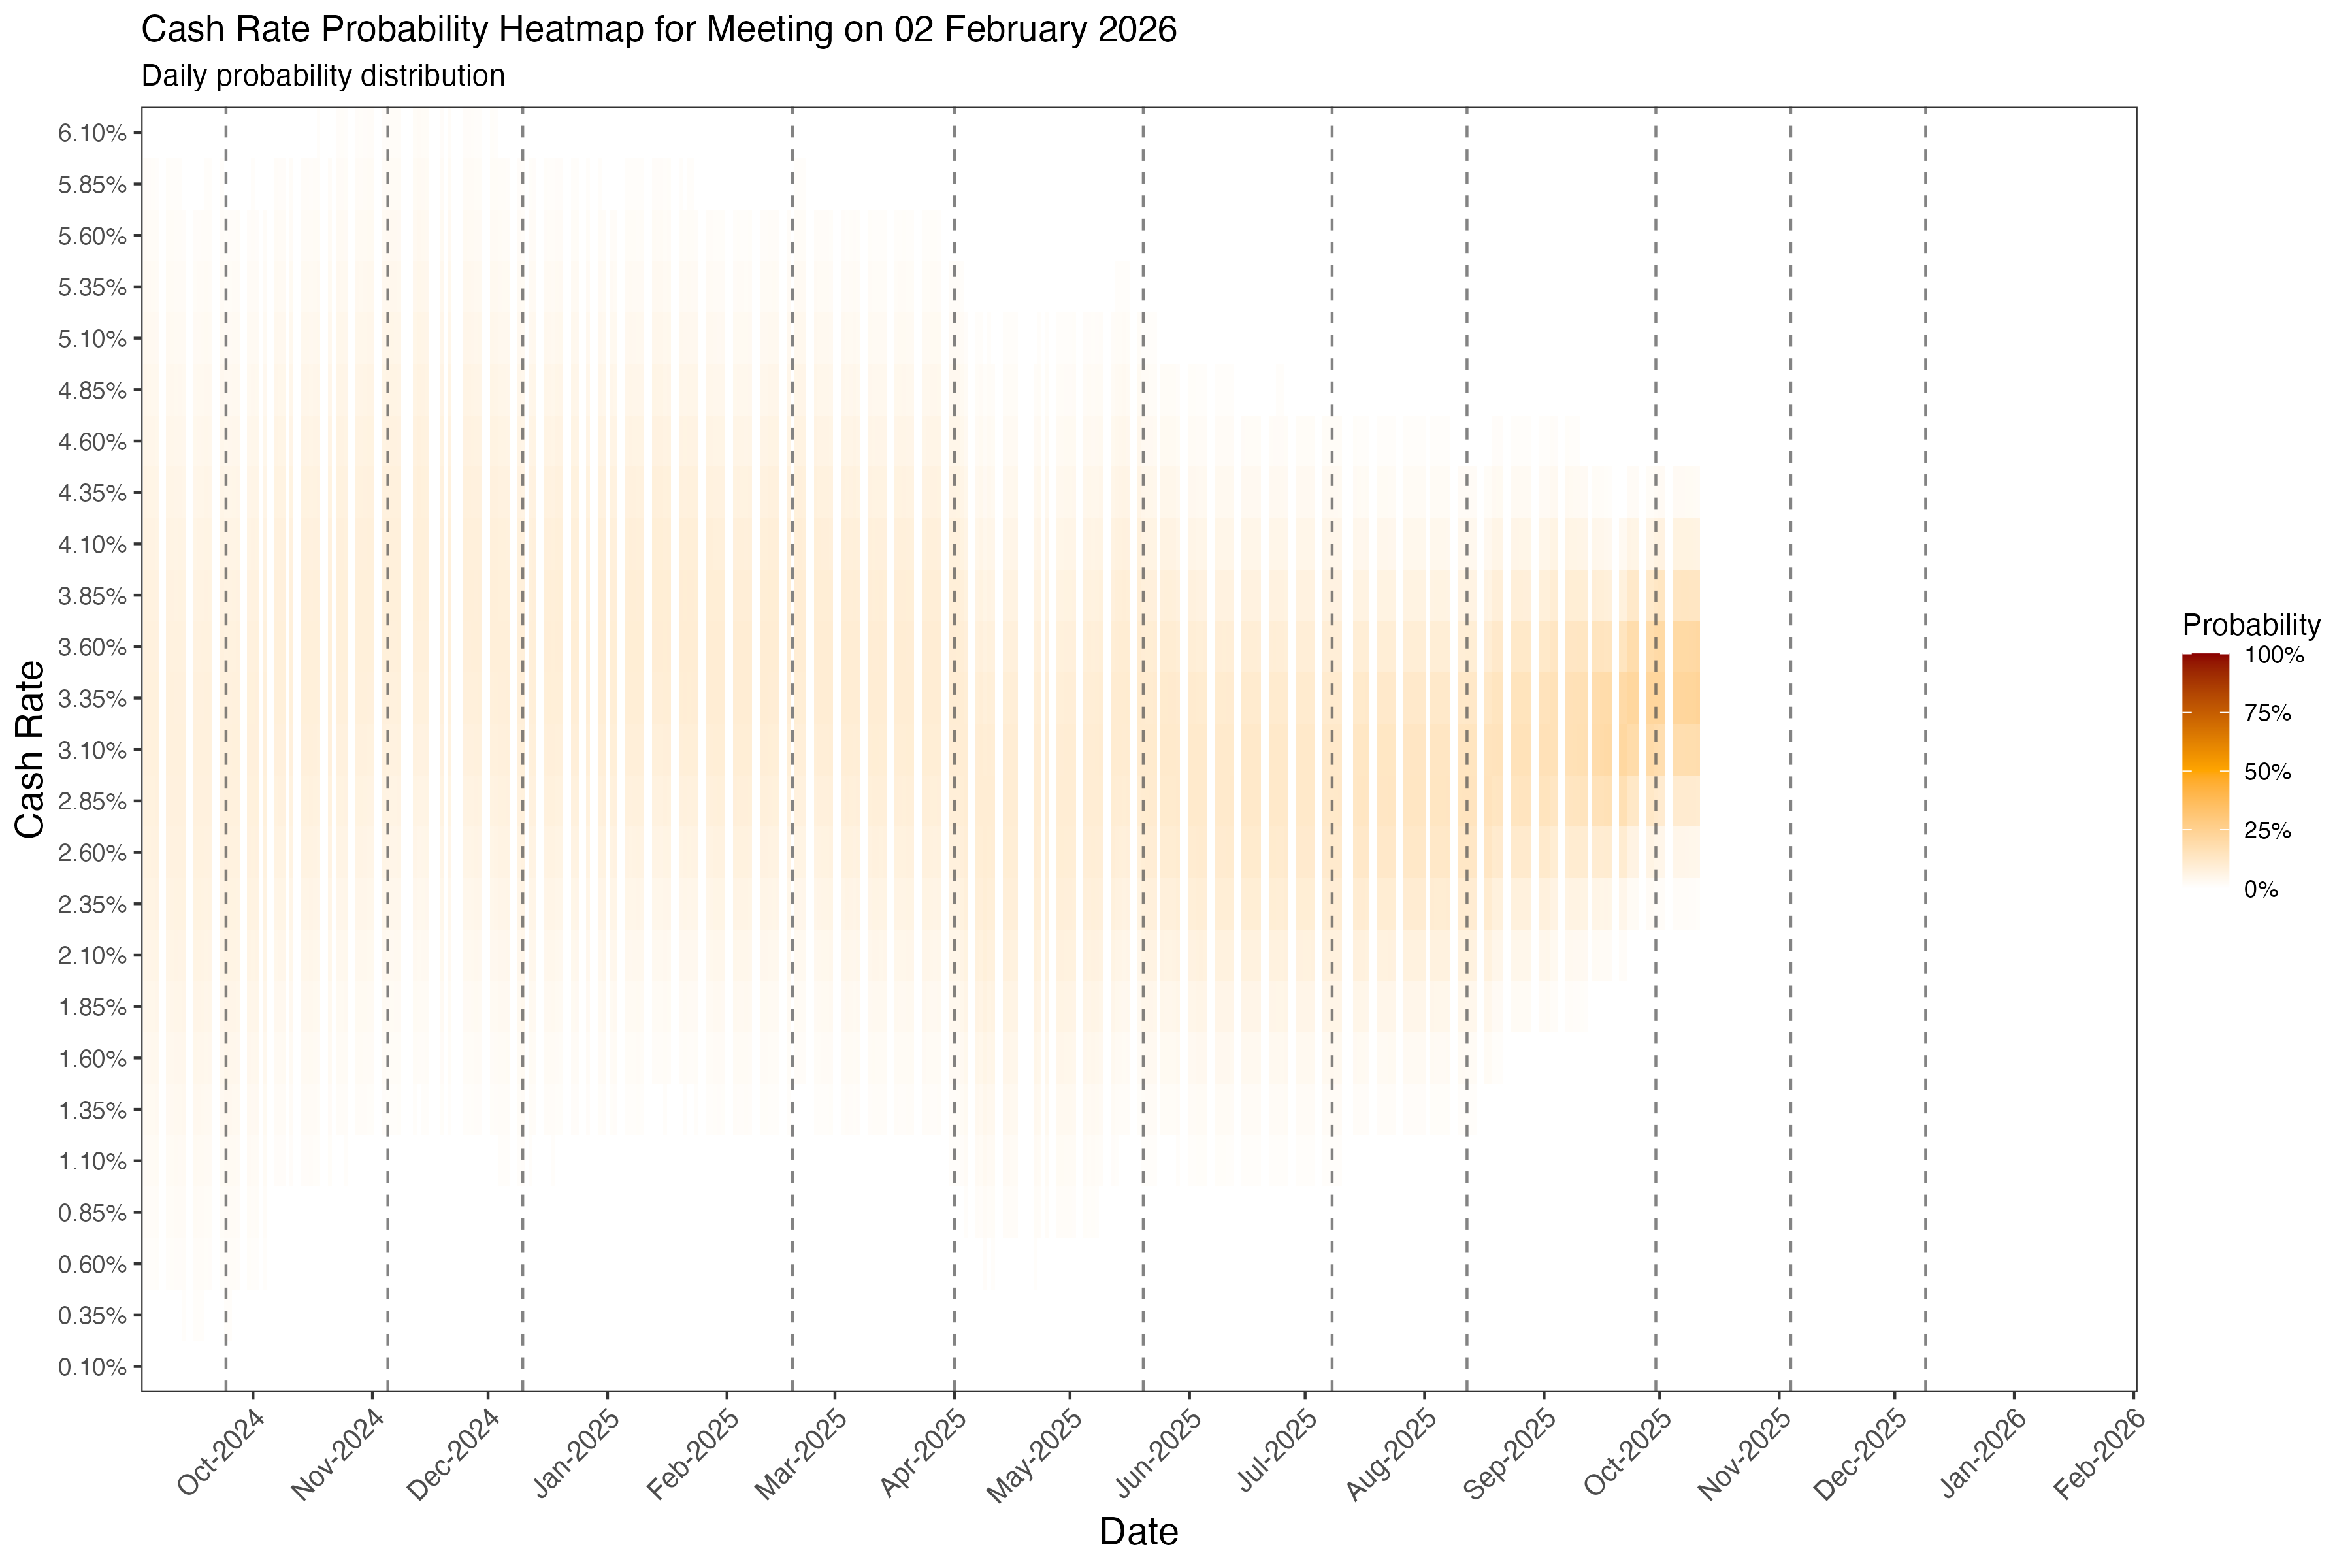 Cash Rate Probability Heatmap for Meeting on 02 February 2026
Daily probability distribution
6.10%
5.85%
5.60%
5.35%
5.10%
4.85%
4.60%
4.35%
4.10%
3.85%
3.60%
3.35%
3.10%
2.85%
2.60%
2.35%
2.10%
1.85%
1.60%
1.35%
1.10%
0.85%
0.60%
0.35%
0.10%
Cash Rate
Oct-2024
Nov-2024
Dec-2024
Jan-2025
Feb-2025
Mar-2025
Apr-2025
May-2025
Jun-2025
Jul-2025
Aug-2025
Sep-2025
Oct-2025
Nov-2025
Dec-2025
Jan-2026
Feb-2026
Date
Probability
100%
75%
50%
25%
0%